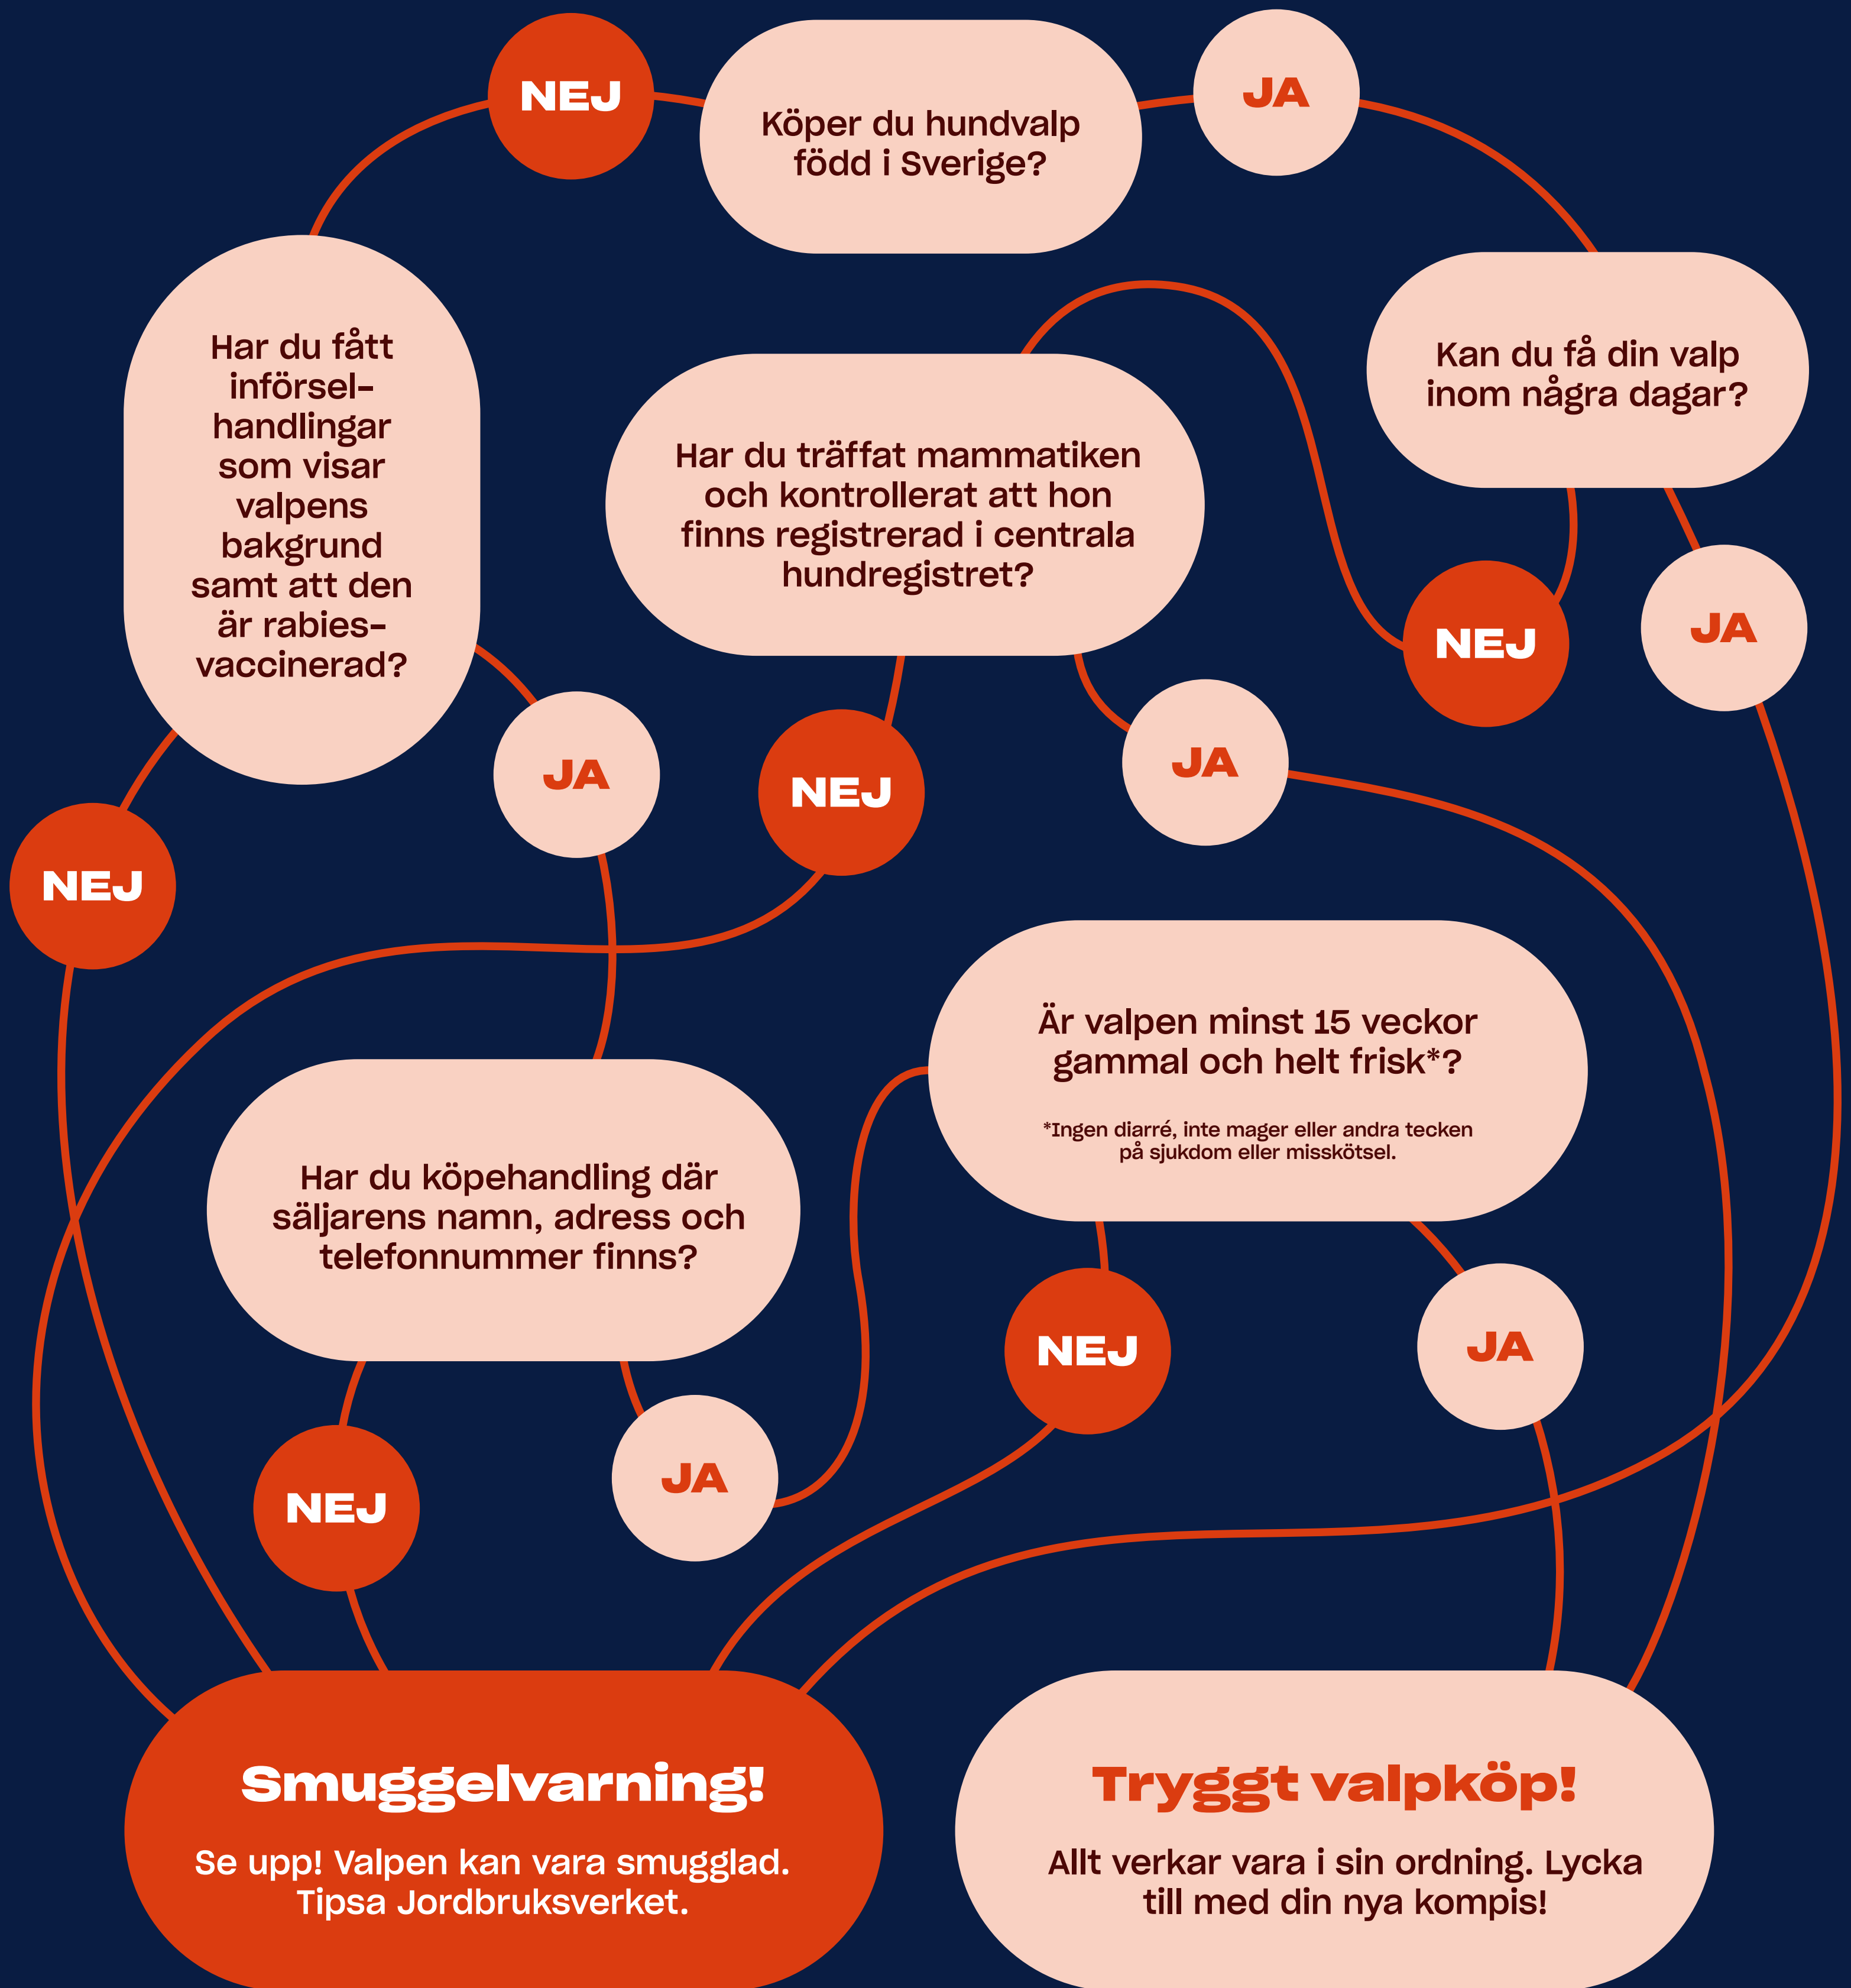 NEJ
Köper du hundvalp
född i Sverige?
JA
Har du fått
införsel-
handlingar
som visar
valpens
bakgrund
samt att den
är rabies-
vaccinerad?
Har du träffat mammatiken
och kontrollerat att hon
finns registrerad i centrala
hundregistret?
Kan du få din valp
inom några dagar?
NEJ
JA
JA
NEJ
JA
NEJ
Är valpen minst 15 veckor
gammal och helt frisk*?
*Ingen diarré, inte mager eller andra tecken
på sjukdom eller misskötsel.
Har du köpehandling där
säljarens namn, adress och
telefonnummer finns?
NEJ
JA
NEJ
JA
Smuggelvarning!
Se upp! Valpen kan vara smugglad.
Tipsa Jordbruksverket.
Tryggt valpköp!
Allt verkar vara i sin ordning. Lycka
till med din nya kompis!